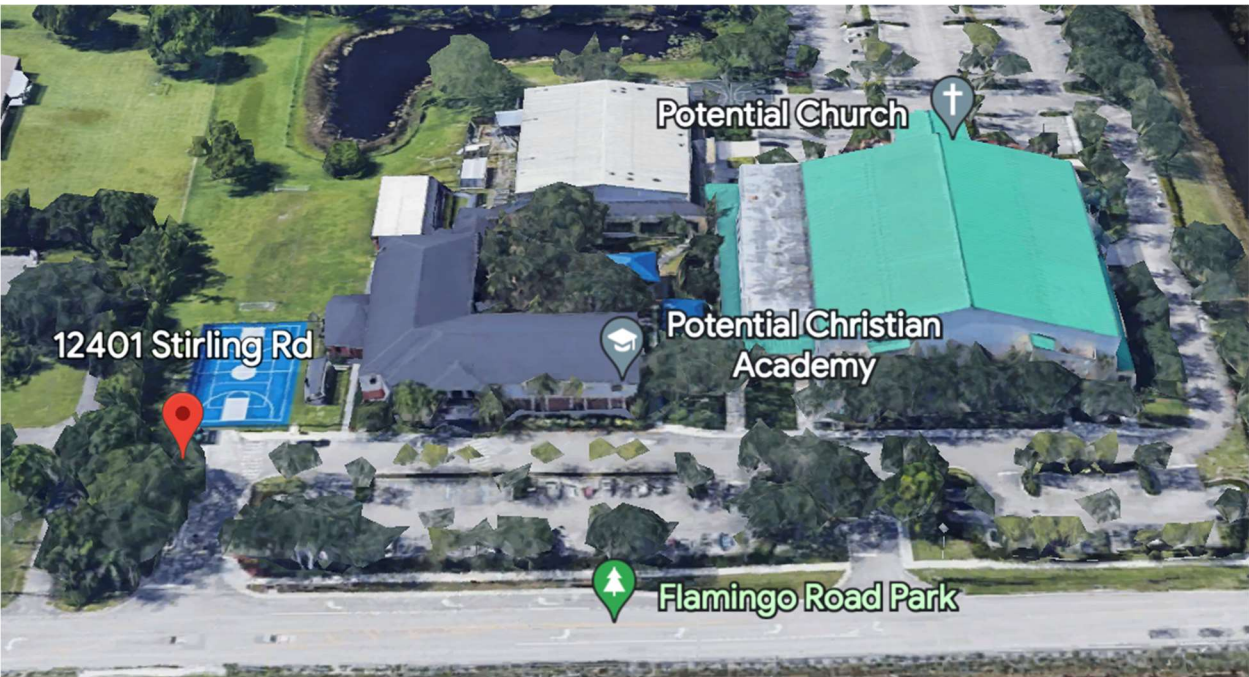 Potential Church
12401 Stirling Rd
Potential Christian
Academy
Flamingo Road Park